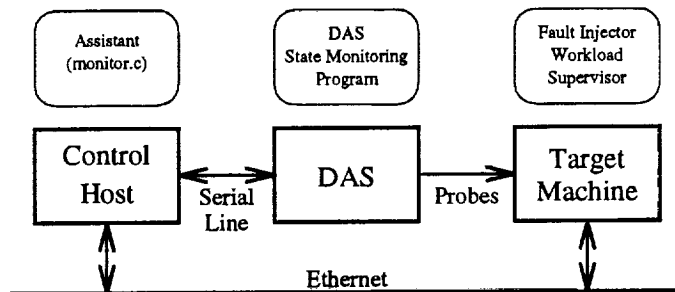 Assistant
(monitor.c)
DAS
State Monitoring
Program
Fault Injector
Workload
Supervisor
Control
Host
Serial
Line
DAS
Probes
Target
Machine
Ethernet